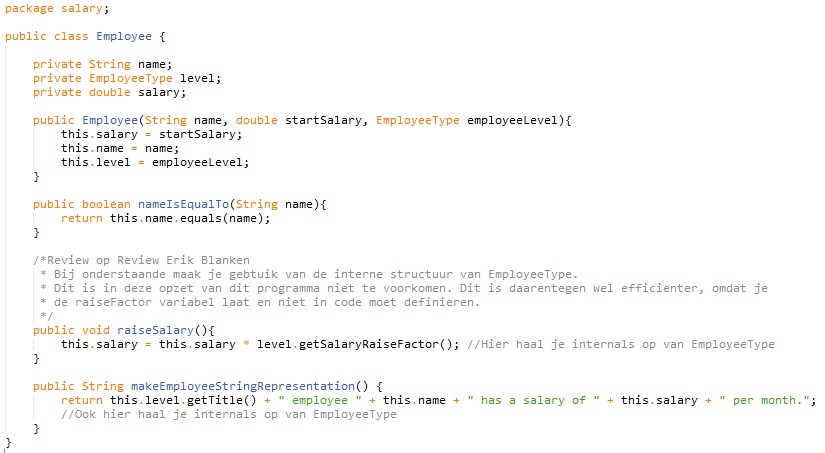 package salary;

public class Employee {

    private String name;
    private EmployeeType level;
    private double salary;

    public Employee(String name, double startSalary, EmployeeType employeeLevel){
        this.salary = startSalary;
        this.name = name;
        this.level = employeeLevel;
    }

    public boolean nameIsEqualTo(String name){
        return this.name.equals(name);
    }

    /*Review op Review Erik Blanken
     * Bij onderstaande maak je gebtuik van de interne structuur van EmployeeType.
     * Dit is in deze opzet van dit programma niet te voorkomen. Dit is daarentegen wel efficienter, omdat je
     * de raiseFactor variabel laat en niet in code moet definieren.
     */
    public void raiseSalary(){
        this.salary = this.salary * level.getSalaryRaiseFactor(); //Hier haal je internals op van EmployeeType
    }

    public String makeEmployeeStringRepresentation() {
        return this.level.getTitle() + " employee " + this.name + " has a salary of " + this.salary + " per month.";
        //Ook hier haal je internals op van EmployeeType
    }
}